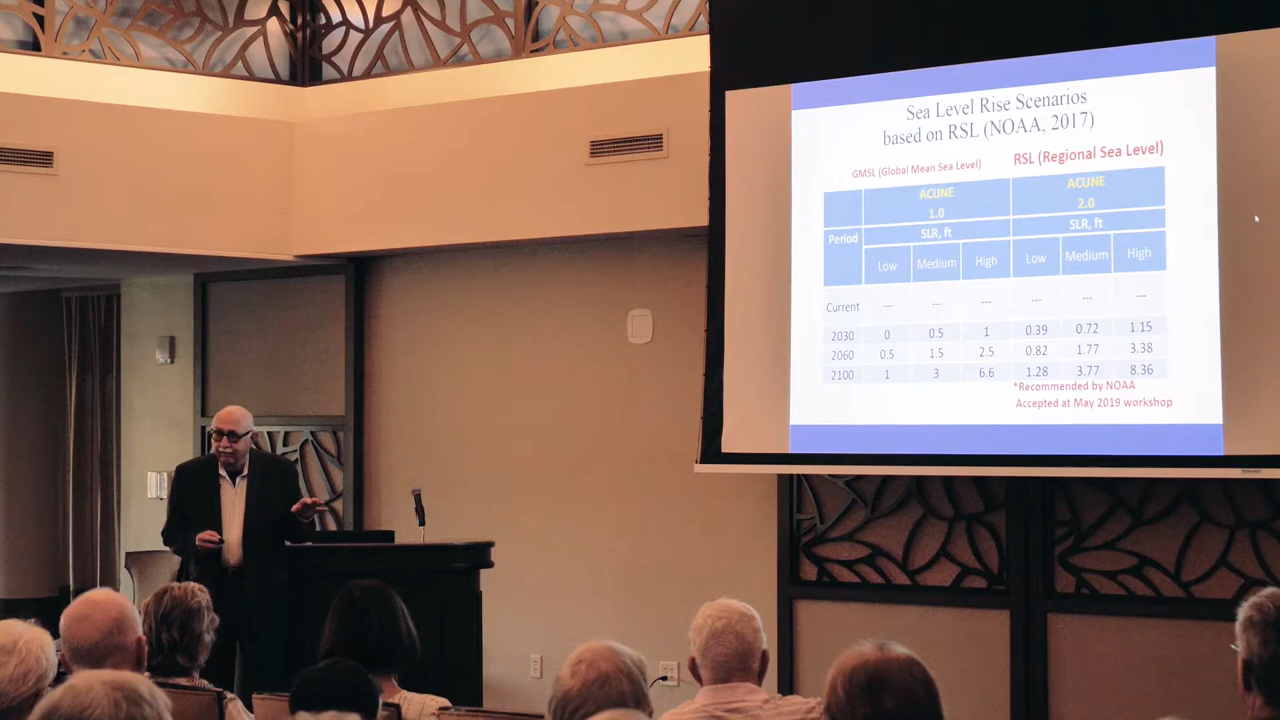 Sea Level Rise Scenarios
based on RSL (NOAA, 2017)
GMSL (Global Mean Sea Level) RSL (Regional Sea Level)
ACUNE 1.0 ACUNE 2.0
Period SLR, ft SLR, ft
Low Medium High Low Medium High
Current --- --- --- --- --- ---
2030 0 0.5 1 0.39 0.72 1.15
2060 0.5 1.5 2.5 0.82 1.77 3.38
2100 1 3 6.6 1.28 3.77 8.36
*Recommended by NOAA
Accepted at May 2019 workshop